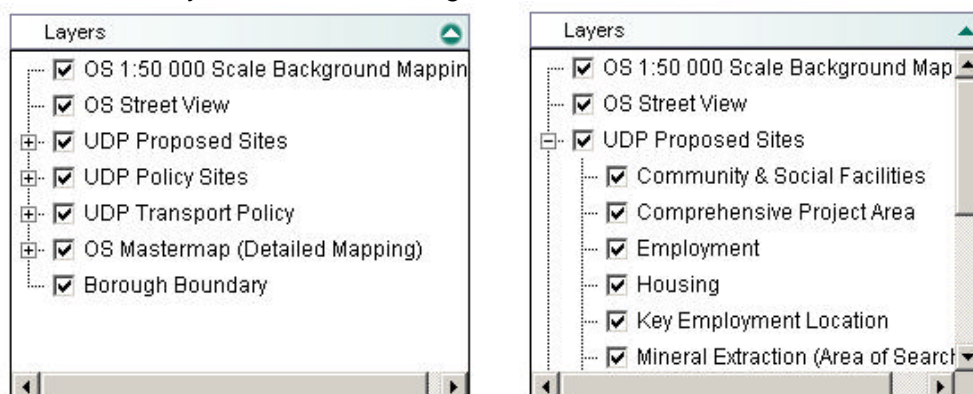 Layers
OS 1:50 000 Scale Background Mappin
OS Street View
UDP Proposed Sites
UDP Policy Sites
UDP Transport Policy
OS Mastermap (Detailed Mapping)
Borough Boundary
Layers
OS 1:50 000 Scale Background Map
OS Street View
UDP Proposed Sites
Community & Social Facilities
Comprehensive Project Area
Employment
Housing
Key Employment Location
Mineral Extraction (Area of Search